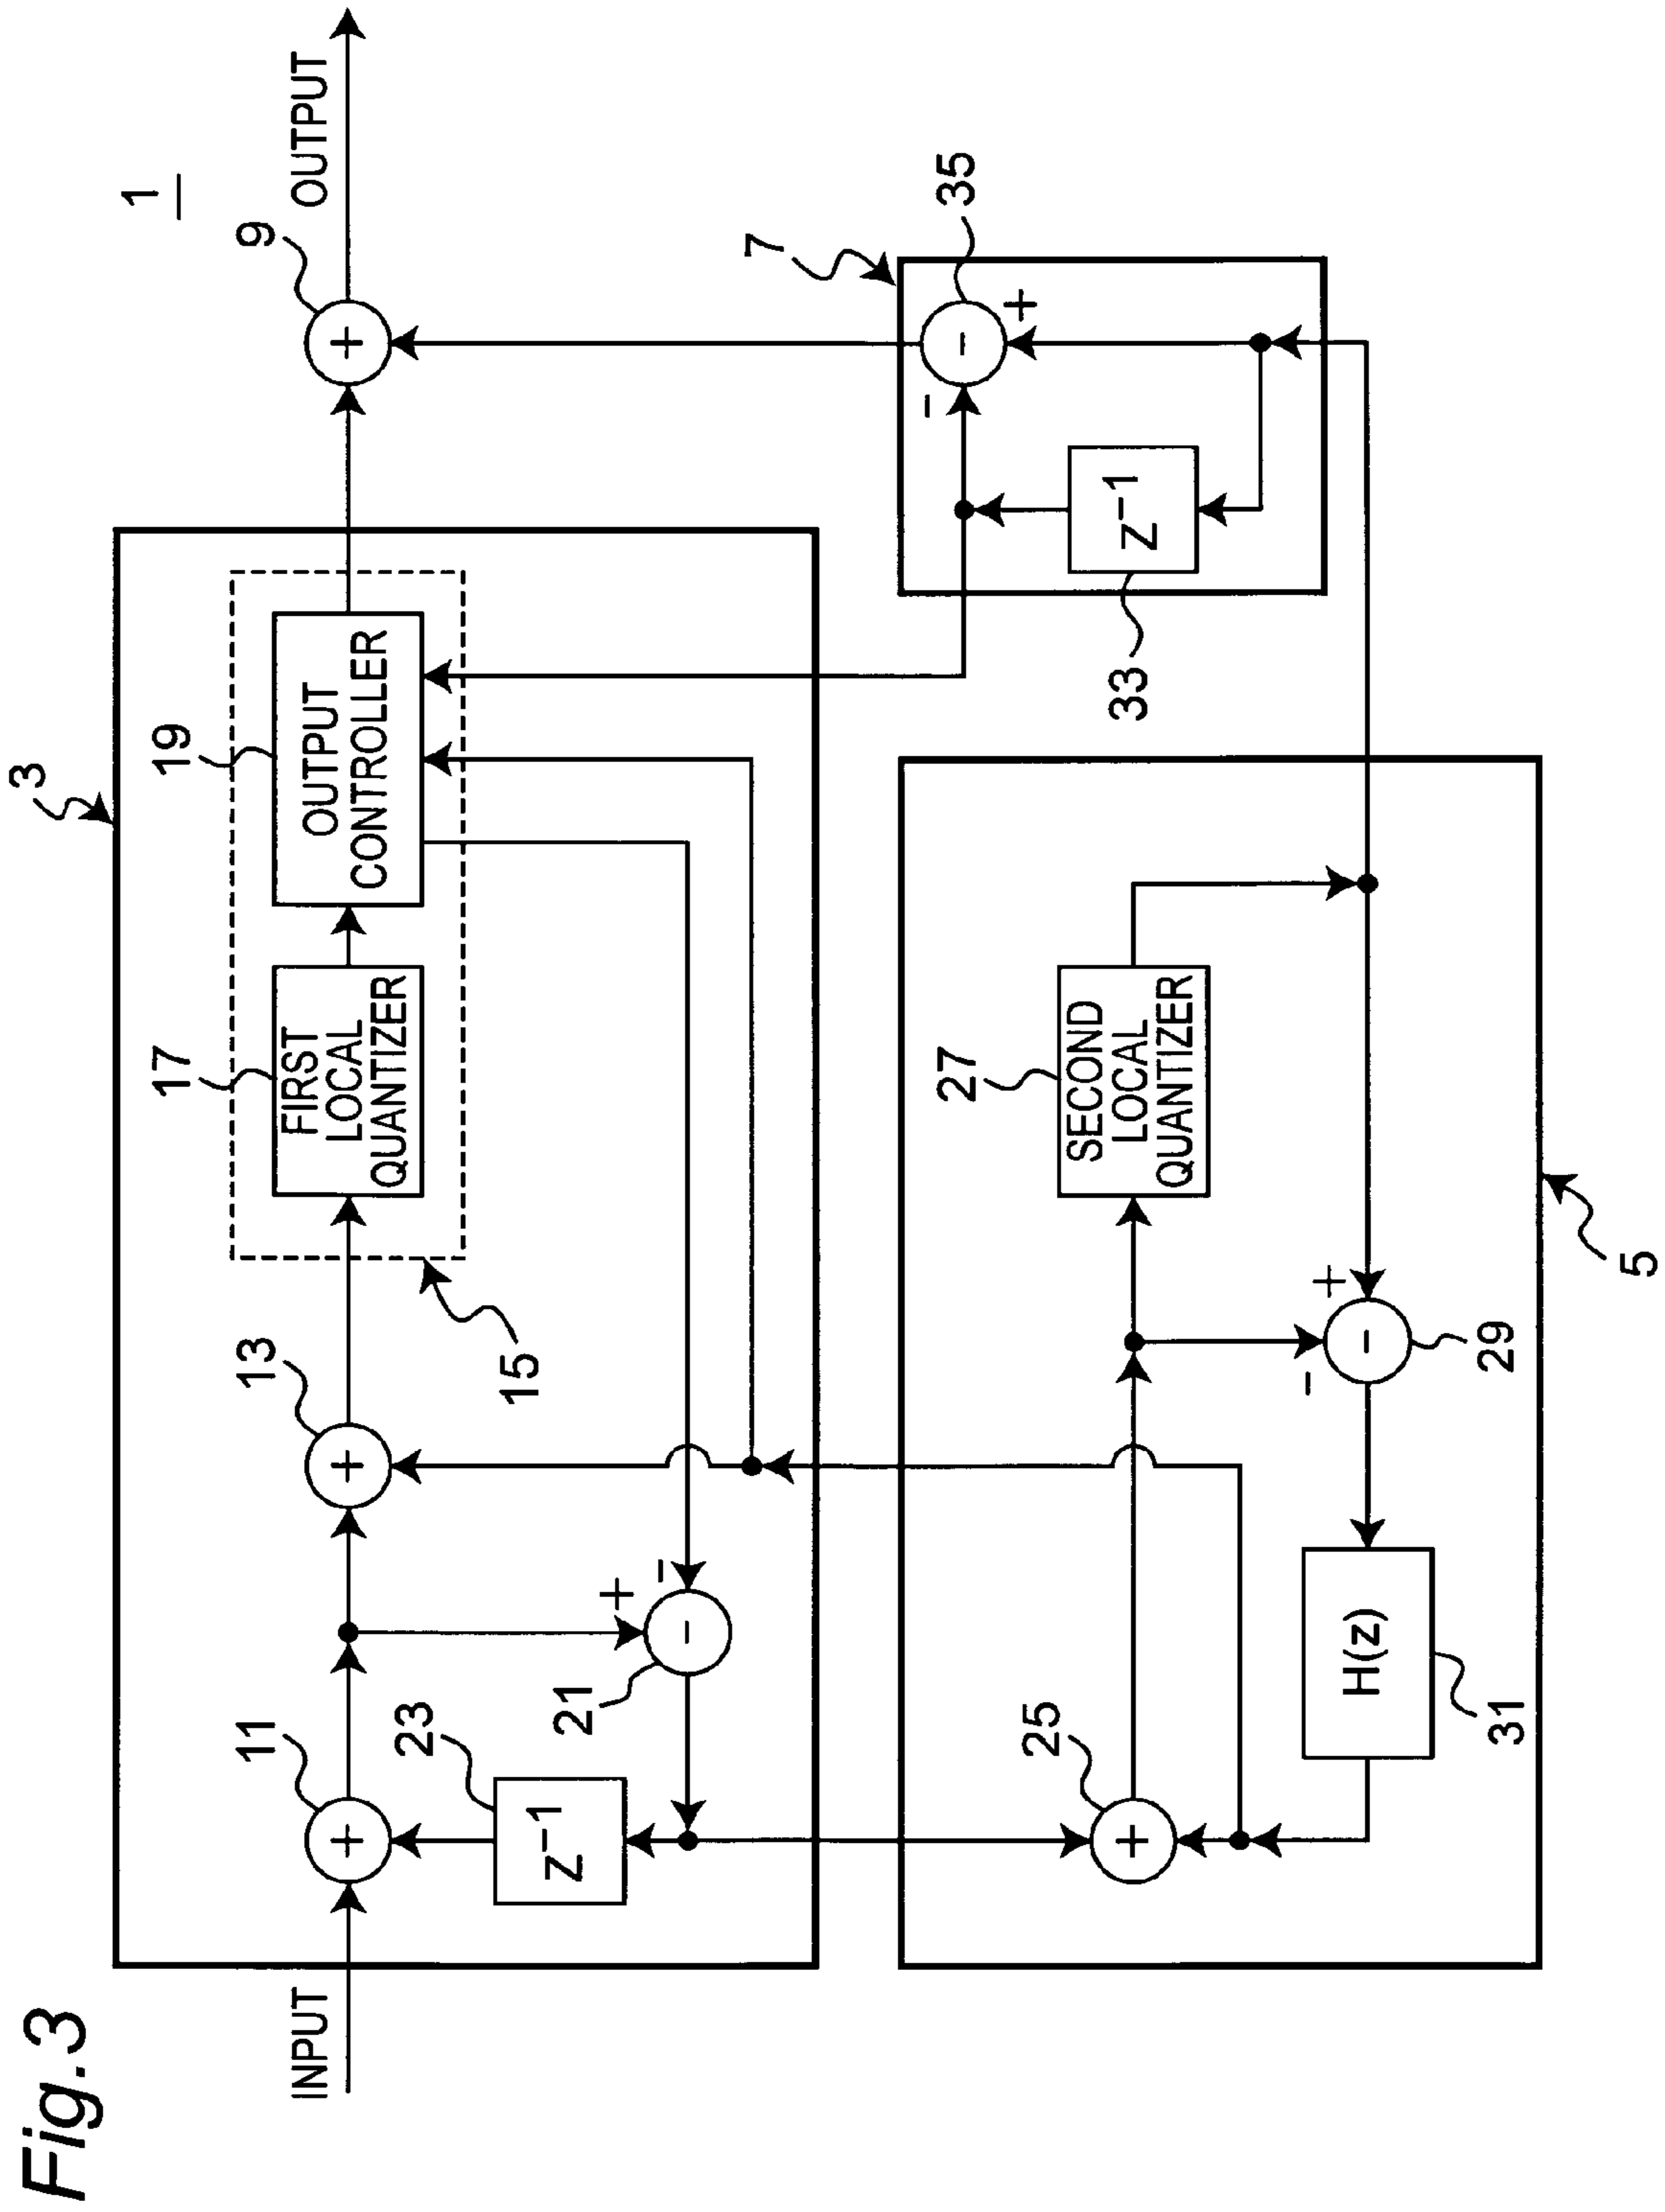 Fig.3
1
3
INPUT
11
+
13
+
15
17
FIRST
LOCAL
QUANTIZER
19
OUTPUT
CONTROLLER
9
+
OUTPUT
23
z⁻¹
21
+
−
-
7
35
-
−
+
33
z⁻¹
5
25
+
27
SECOND
LOCAL
QUANTIZER
29
-
−
+
31
H(z)